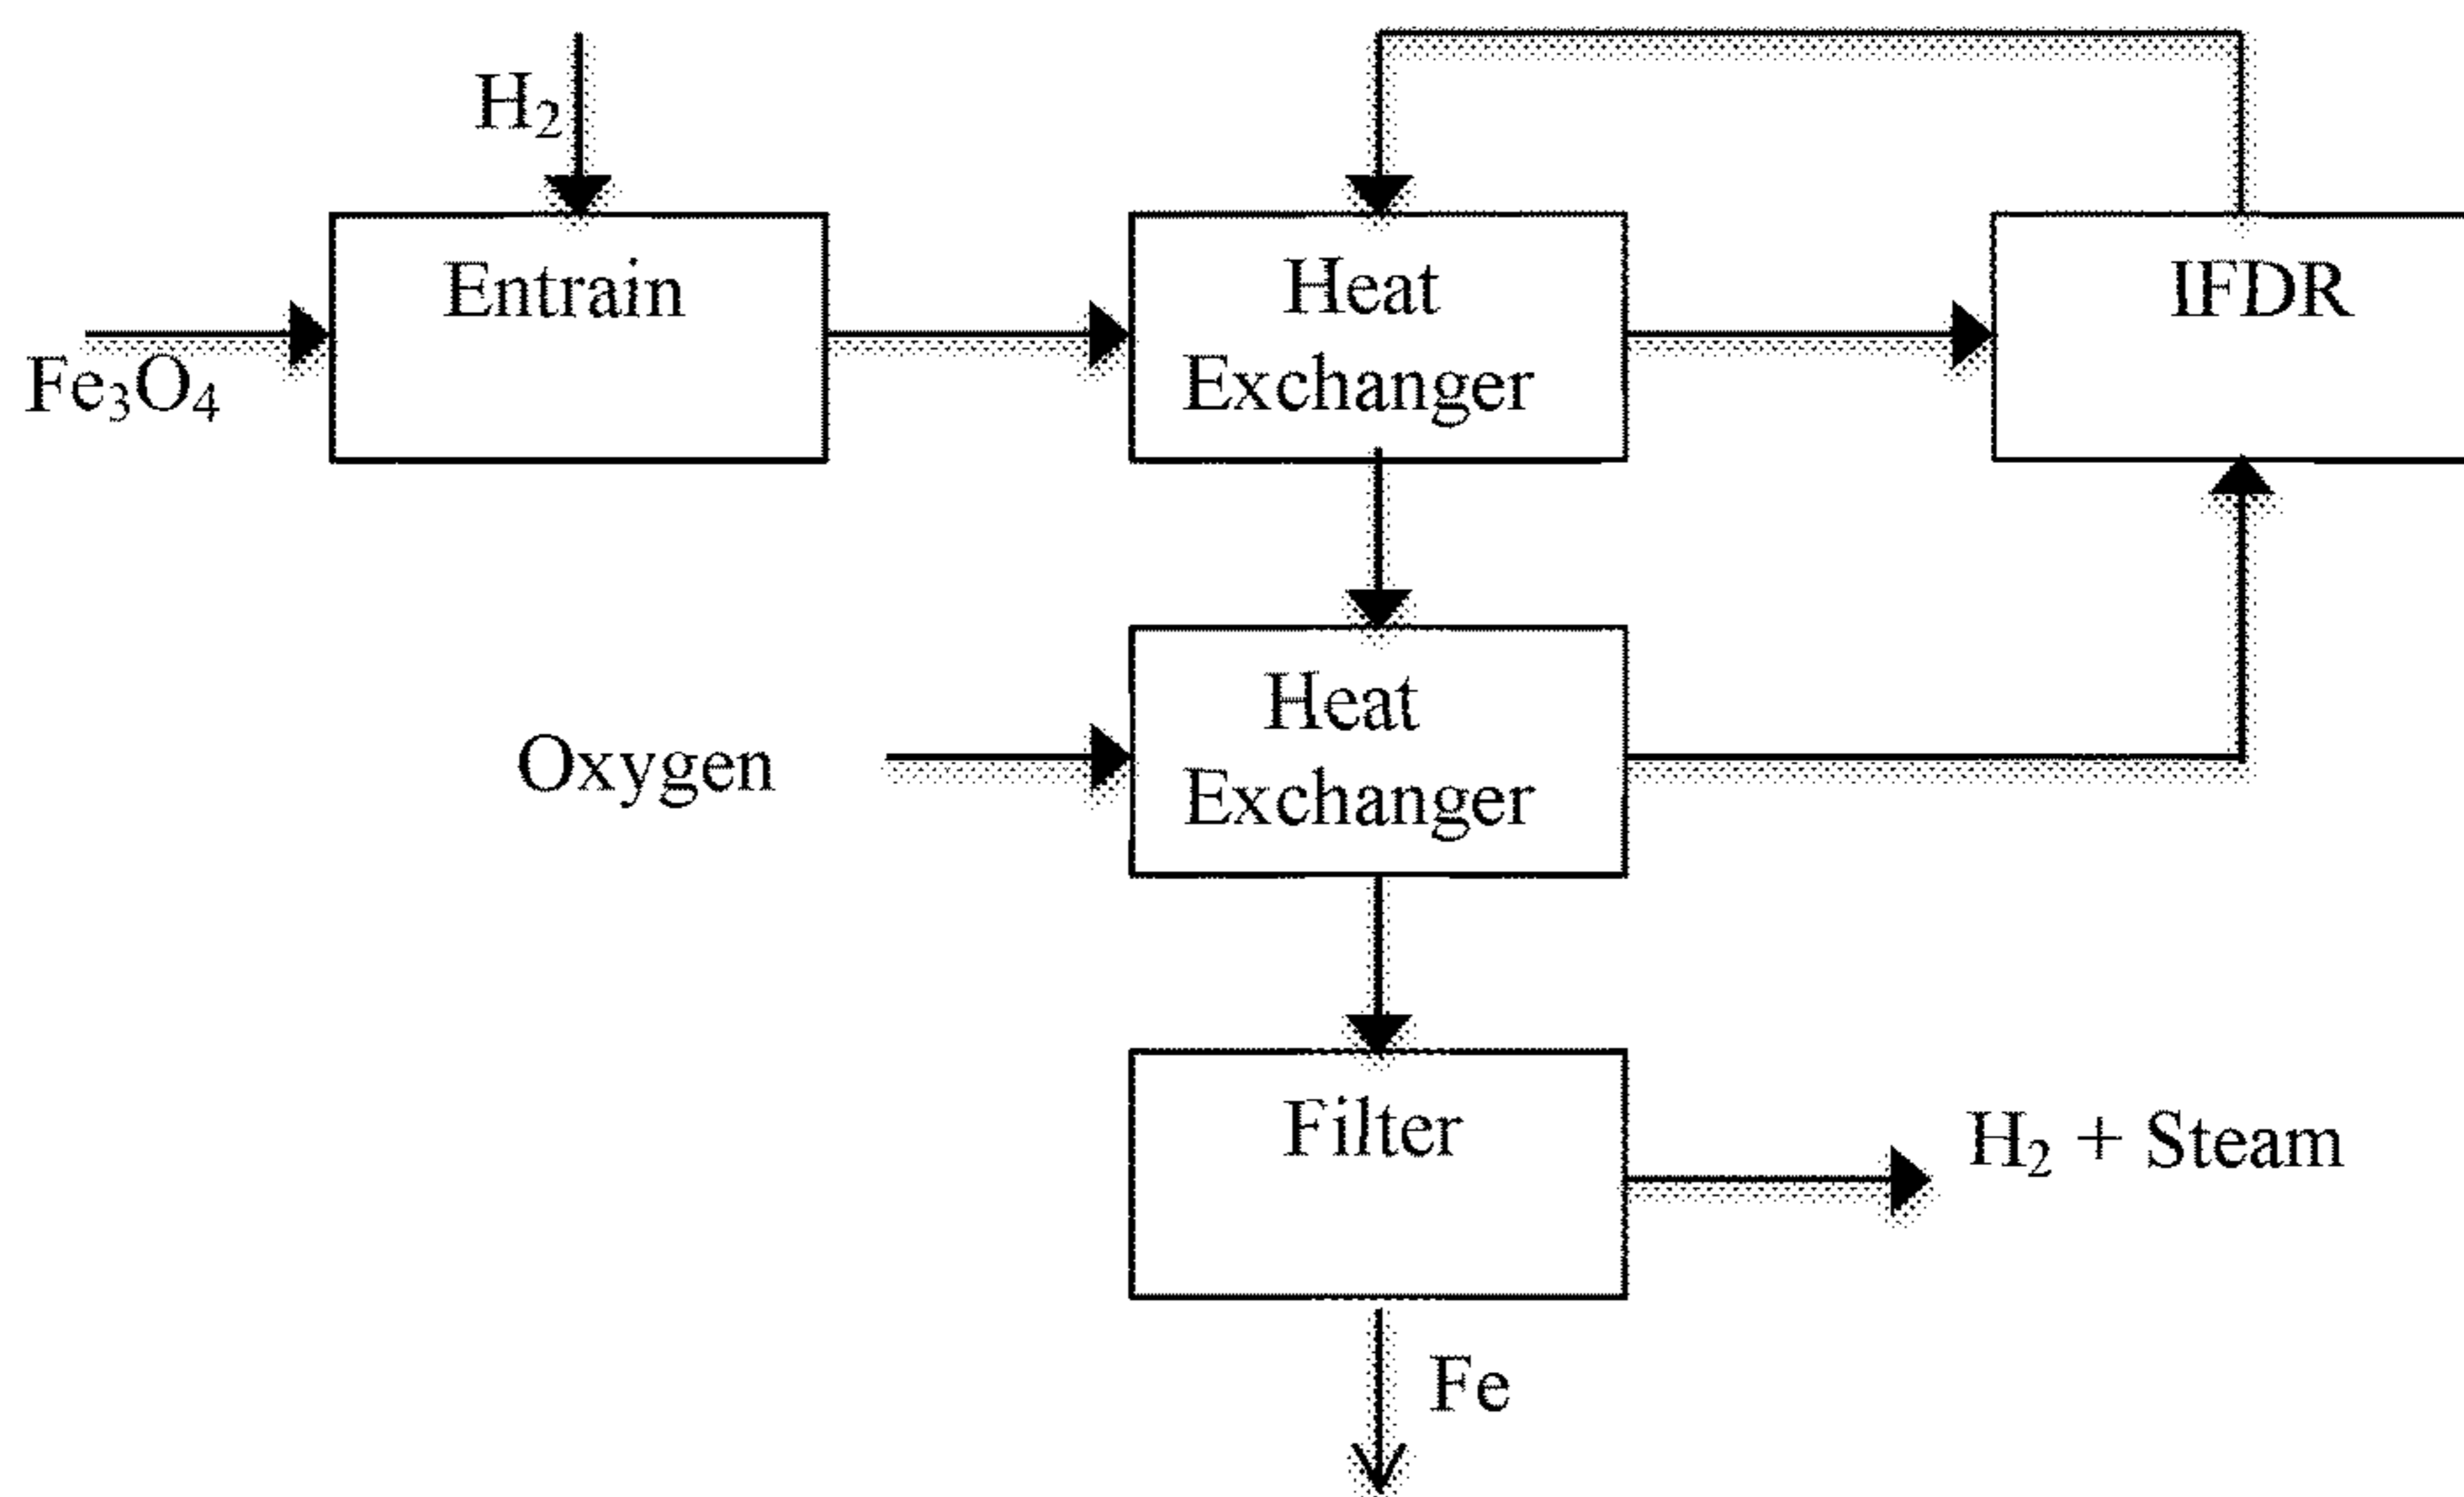 H₂
Fe₃O₄
Entrain
Heat
Exchanger
IFDR
Oxygen
Heat
Exchanger
Filter
H₂ + Steam
Fe